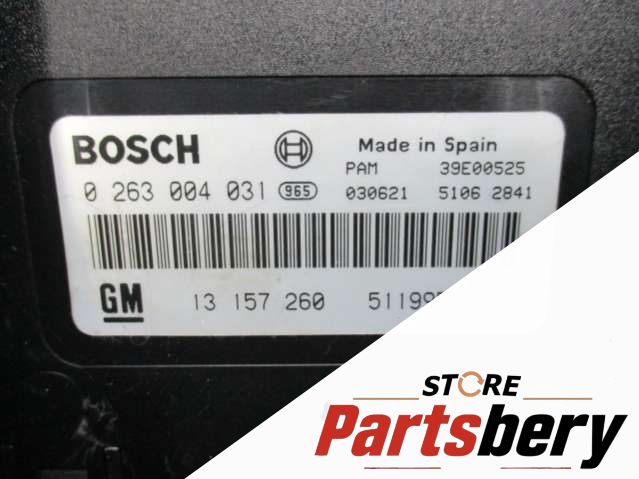 BOSCH Made in Spain
PAM 39E00525
0 263 004 031 965 030621 5106 2841
GM 13 157 260
STORE
Partsbery